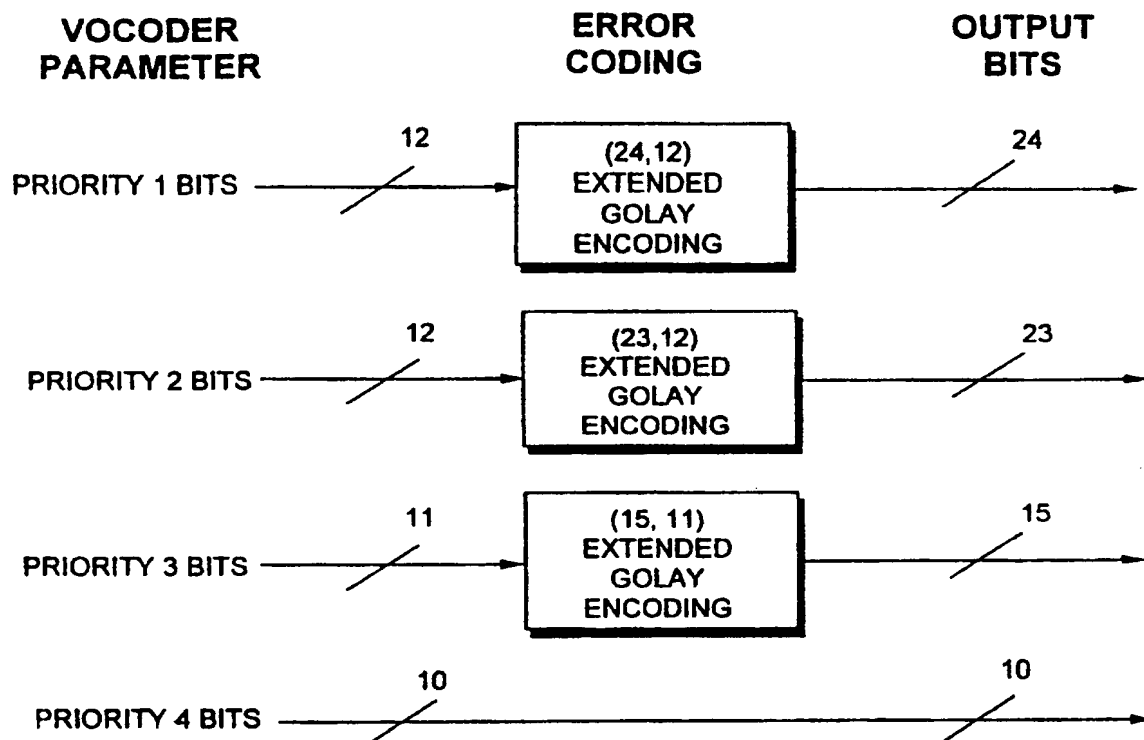 VOCODER PARAMETER
ERROR CODING
OUTPUT BITS
PRIORITY 1 BITS
12
(24,12)
EXTENDED
GOLAY
ENCODING
24
PRIORITY 2 BITS
12
(23,12)
EXTENDED
GOLAY
ENCODING
23
PRIORITY 3 BITS
11
(15, 11)
EXTENDED
GOLAY
ENCODING
15
PRIORITY 4 BITS
10
10